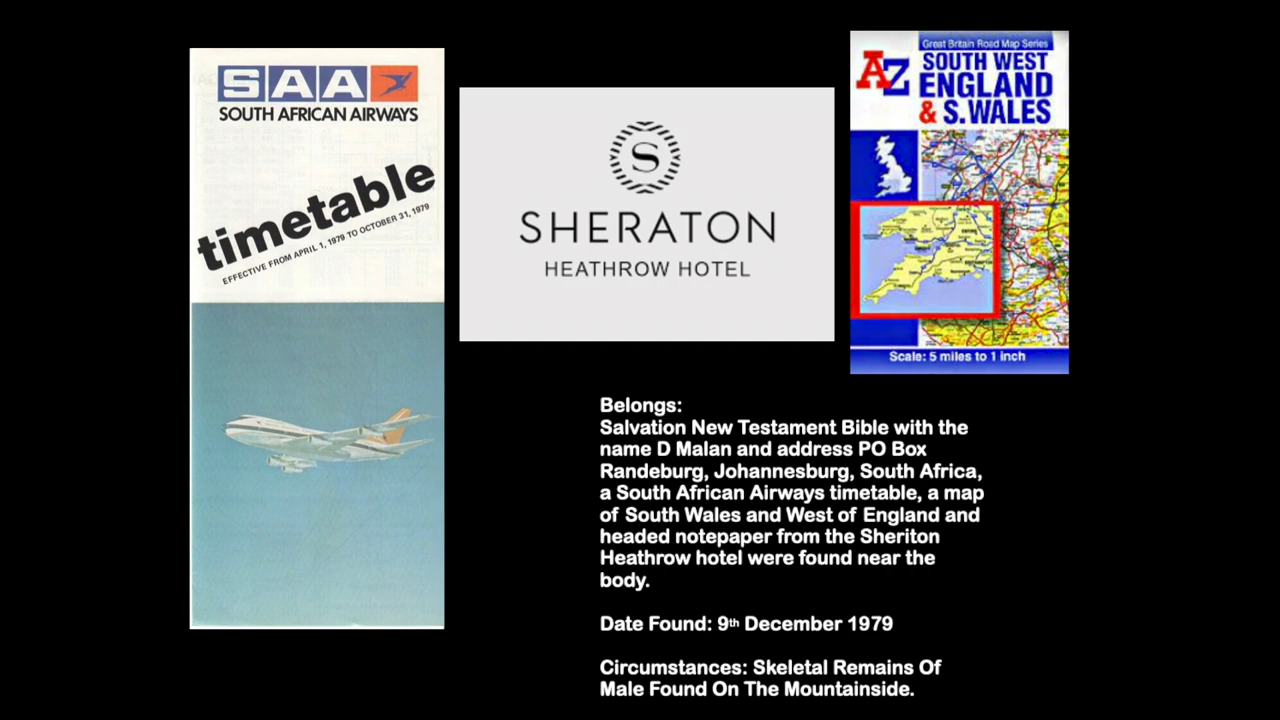 SAA
SOUTH AFRICAN AIRWAYS
timetable
EFFECTIVE FROM APRIL 1, 1979 TO OCTOBER 31, 1979
S
SHERATON
HEATHROW HOTEL
Great Britain Road Map Series
AZ
SOUTH WEST
ENGLAND
& S.WALES
Scale: 5 miles to 1 inch
Belongs:
Salvation New Testament Bible with the
name D Malan and address PO Box
Randeburg, Johannesburg, South Africa,
a South African Airways timetable, a map
of South Wales and West of England and
headed notepaper from the Sheriton
Heathrow hotel were found near the
body.
Date Found: 9th December 1979
Circumstances: Skeletal Remains Of
Male Found On The Mountainside.